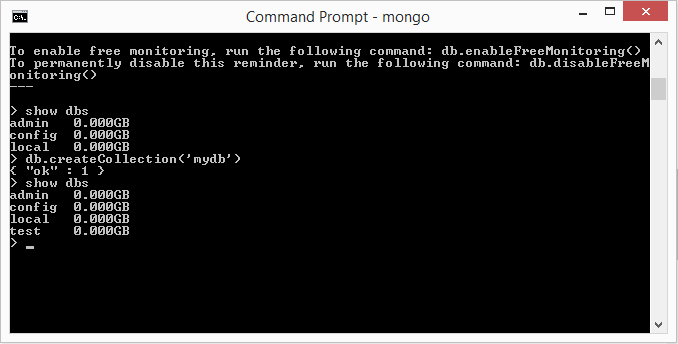 Command Prompt - mongo
To enable free monitoring, run the following command: db.enableFreeMonitoring()
To permanently disable this reminder, run the following command: db.disableFreeM
onitoring()
---
> show dbs
admin   0.000GB
config  0.000GB
local   0.000GB
> db.createCollection('mydb')
{ "ok" : 1 }
> show dbs
admin   0.000GB
config  0.000GB
local   0.000GB
test    0.000GB
> _